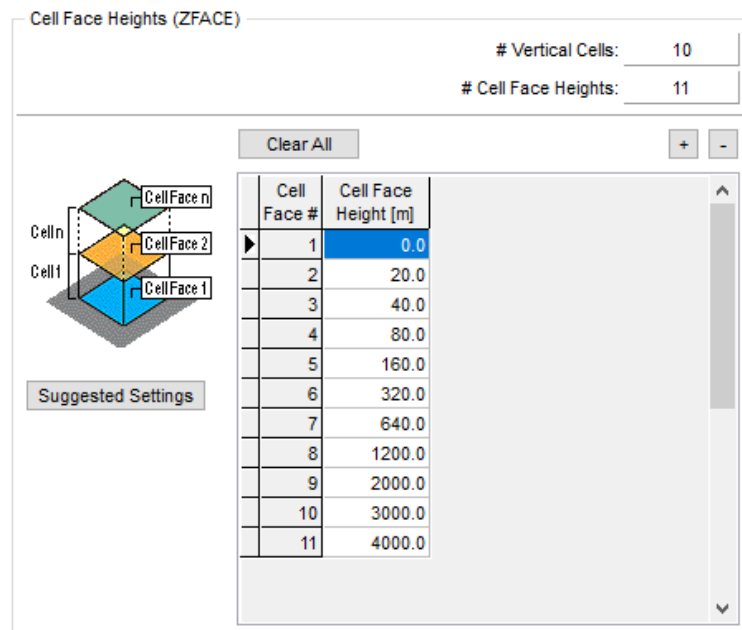 Cell Face Heights (ZFACE)
# Vertical Cells: 10
# Cell Face Heights: 11
Clear All + -
Cell Face # Cell Face Height [m]
1 0.0
2 20.0
3 40.0
4 80.0
5 160.0
6 320.0
7 640.0
8 1200.0
9 2000.0
10 3000.0
11 4000.0
Cell Face n
Cell n
Cell Face 2
Cell 1
Cell Face 1
Suggested Settings